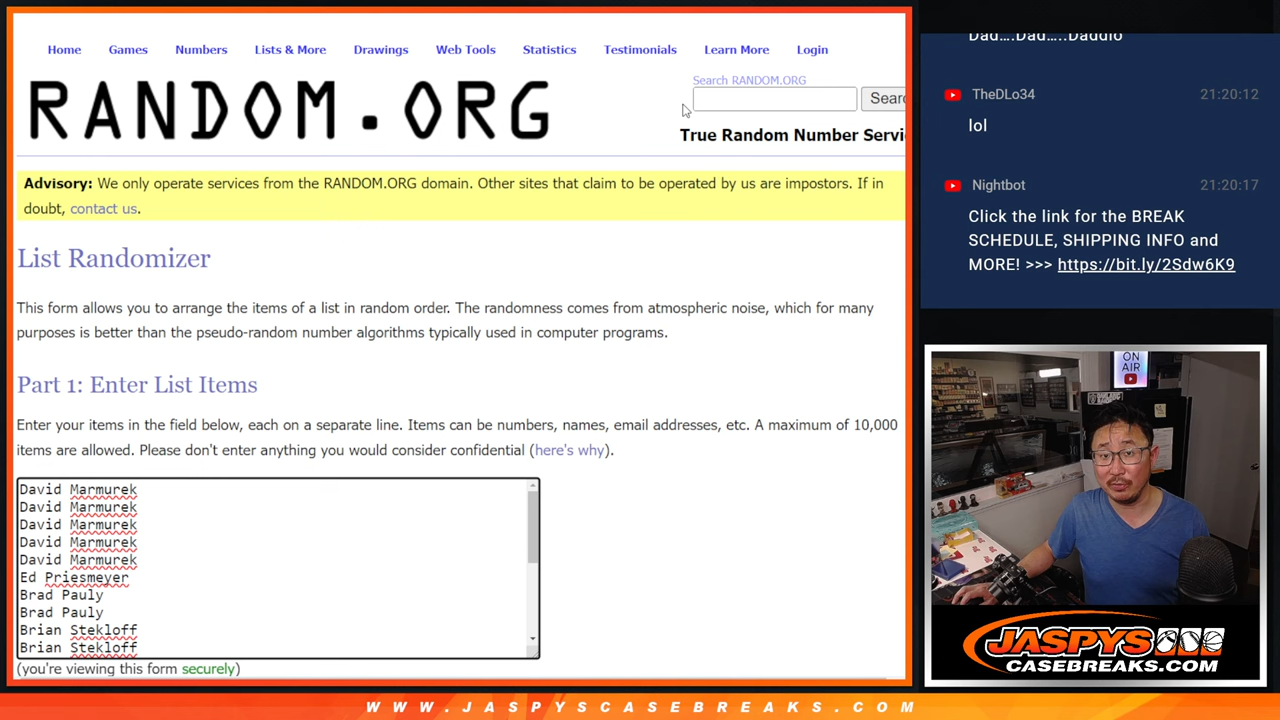 Home Games Numbers Lists & More Drawings Web Tools Statistics Testimonials Learn More Login
RANDOM.ORG
Search RANDOM.ORG
Searc
True Random Number Servi
Advisory: We only operate services from the RANDOM.ORG domain. Other sites that claim to be operated by us are impostors. If in
doubt, contact us.
List Randomizer
This form allows you to arrange the items of a list in random order. The randomness comes from atmospheric noise, which for many
purposes is better than the pseudo-random number algorithms typically used in computer programs.
Part 1: Enter List Items
Enter your items in the field below, each on a separate line. Items can be numbers, names, email addresses, etc. A maximum of 10,000
items are allowed. Please don't enter anything you would consider confidential (here's why).
David Marmurek
David Marmurek
David Marmurek
David Marmurek
David Marmurek
Ed Priesmeyer
Brad Pauly
Brad Pauly
Brian Stekloff
Brian Stekloff
(you're viewing this form securely)
Dad....Dad.....Daddio
TheDLo34 21:20:12
lol
Nightbot 21:20:17
Click the link for the BREAK
SCHEDULE, SHIPPING INFO and
MORE! >>> https://bit.ly/2Sdw6K9
ON
AIR
JASPYS
CASEBREAKS.COM
WWW.JASPYSCASEBREAKS.COM